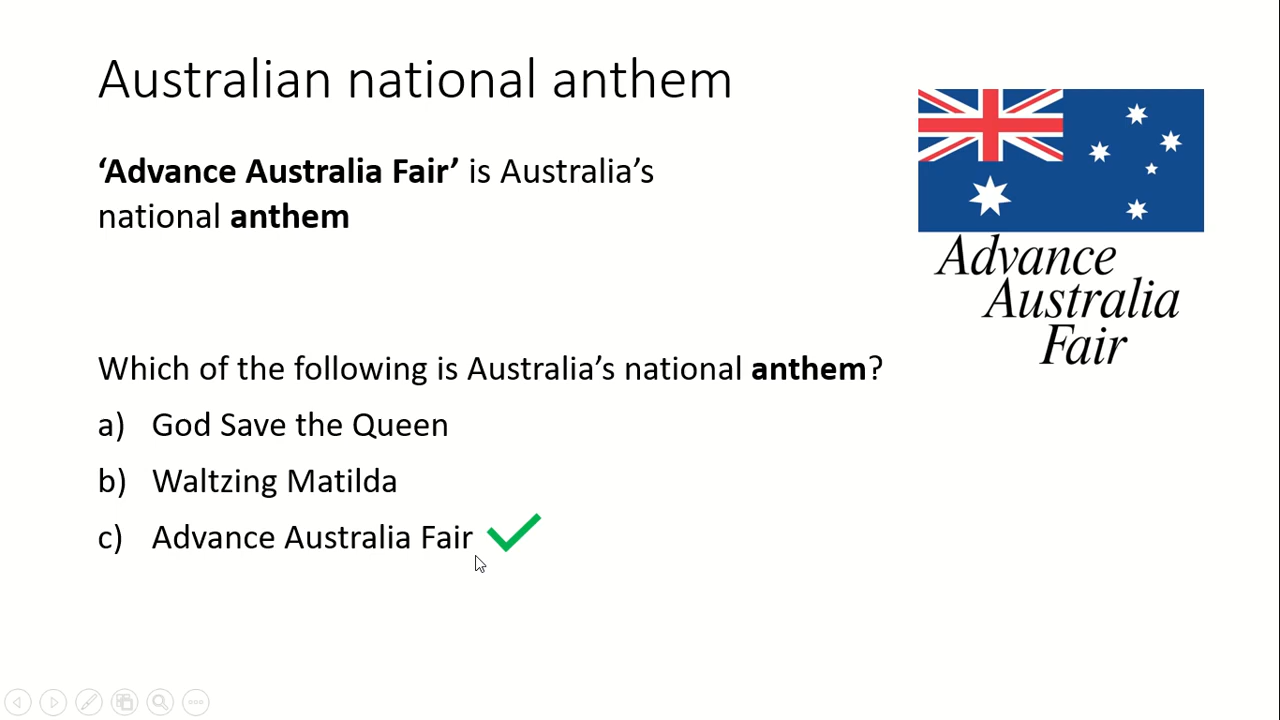 Australian national anthem
‘Advance Australia Fair’ is Australia’s
national anthem
Advance
Australia
Fair
Which of the following is Australia’s national anthem?
a) God Save the Queen
b) Waltzing Matilda
c) Advance Australia Fair